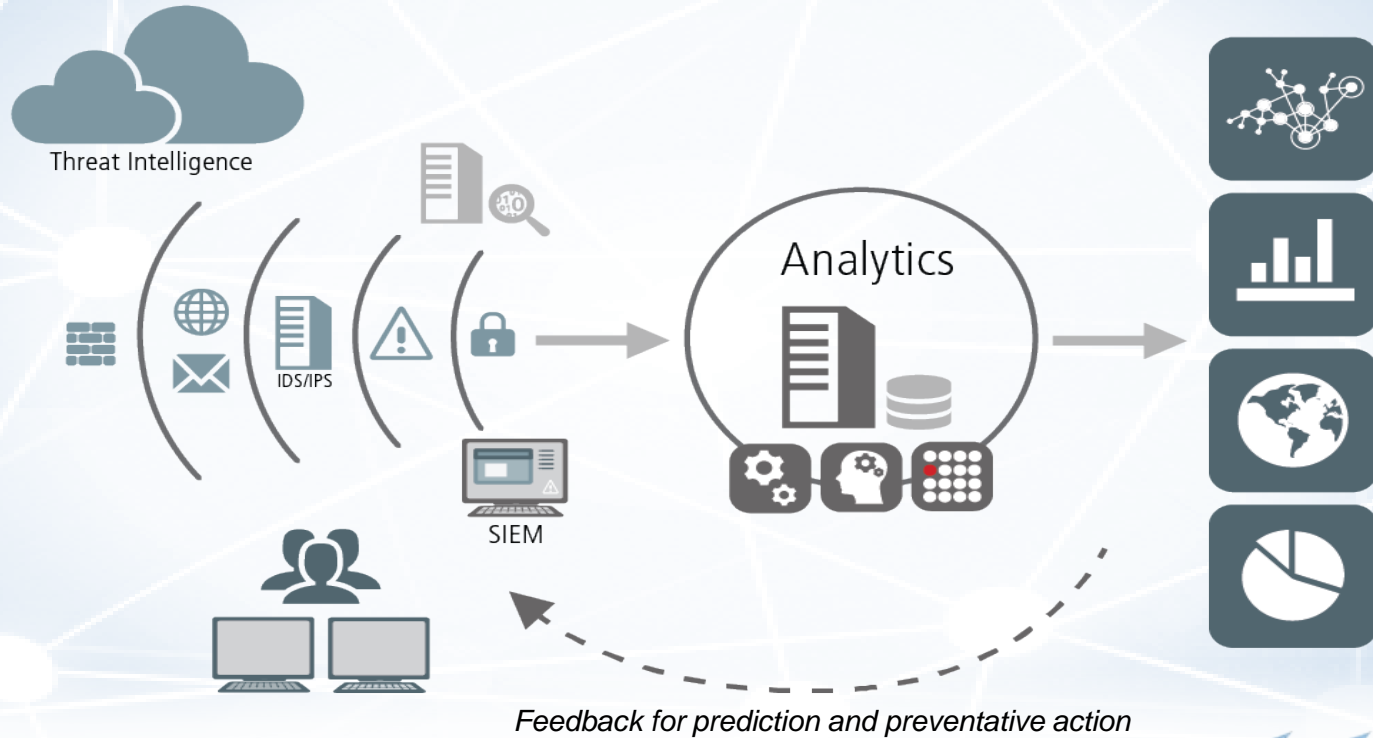 Threat Intelligence
Analytics
IDS/IPS
SIEM
Feedback for prediction and preventative action